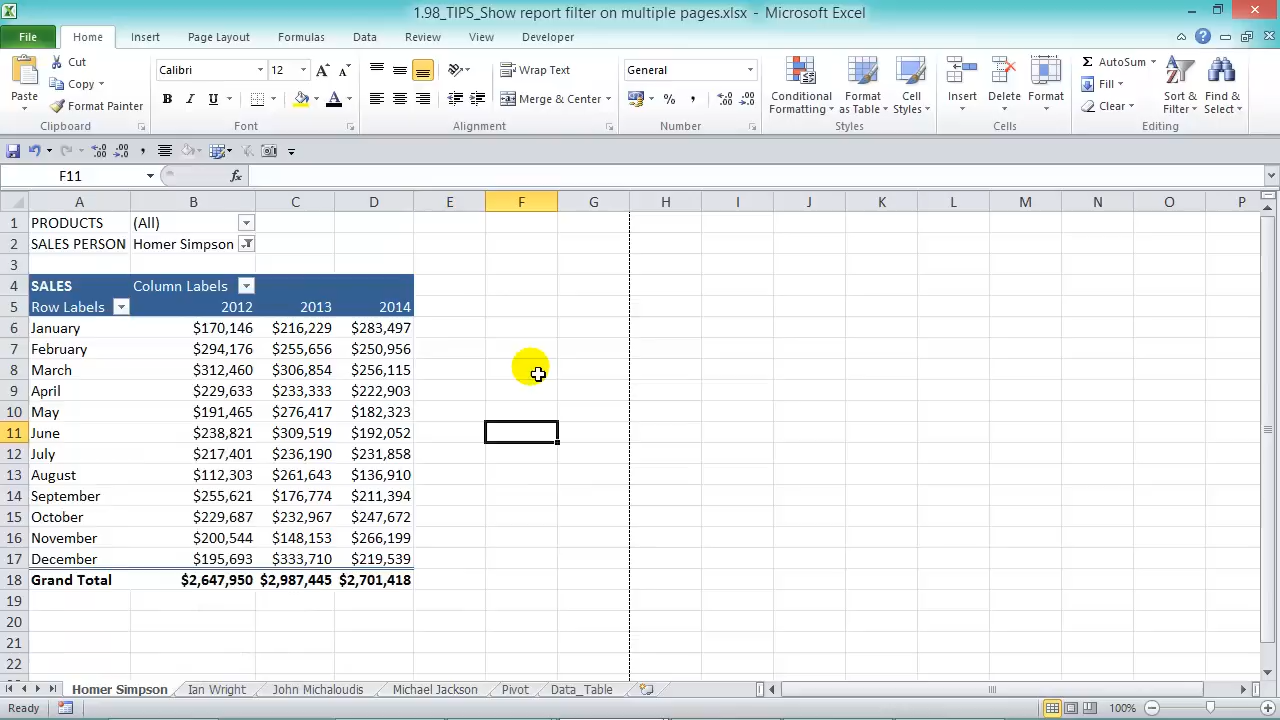 1.98_TIPS_Show report filter on multiple pages.xlsx - Microsoft Excel
File Home Insert Page Layout Formulas Data Review View Developer
Paste Cut Copy Format Painter Clipboard
Calibri 12 B I U A A A Font
Wrap Text Merge & Center Alignment
General % , Number
Conditional Formatting Format as Table Cell Styles Styles
Insert Delete Format Cells
AutoSum Fill Clear Sort & Filter Find & Select Editing
F11 fx
A B C D E F G H I J K L M N O P
1 PRODUCTS (All)
2 SALES PERSON Homer Simpson
3
4 SALES Column Labels
5 Row Labels 2012 2013 2014
6 January $170,146 $216,229 $283,497
7 February $294,176 $255,656 $250,956
8 March $312,460 $306,854 $256,115
9 April $229,633 $233,333 $222,903
10 May $191,465 $276,417 $182,323
11 June $238,821 $309,519 $192,052
12 July $217,401 $236,190 $231,858
13 August $112,303 $261,643 $136,910
14 September $255,621 $176,774 $211,394
15 October $229,687 $232,967 $247,672
16 November $200,544 $148,153 $266,199
17 December $195,693 $333,710 $219,539
18 Grand Total $2,647,950 $2,987,445 $2,701,418
19
20
21
22
Homer Simpson Ian Wright John Michaloudis Michael Jackson Pivot Data_Table
Ready 100%